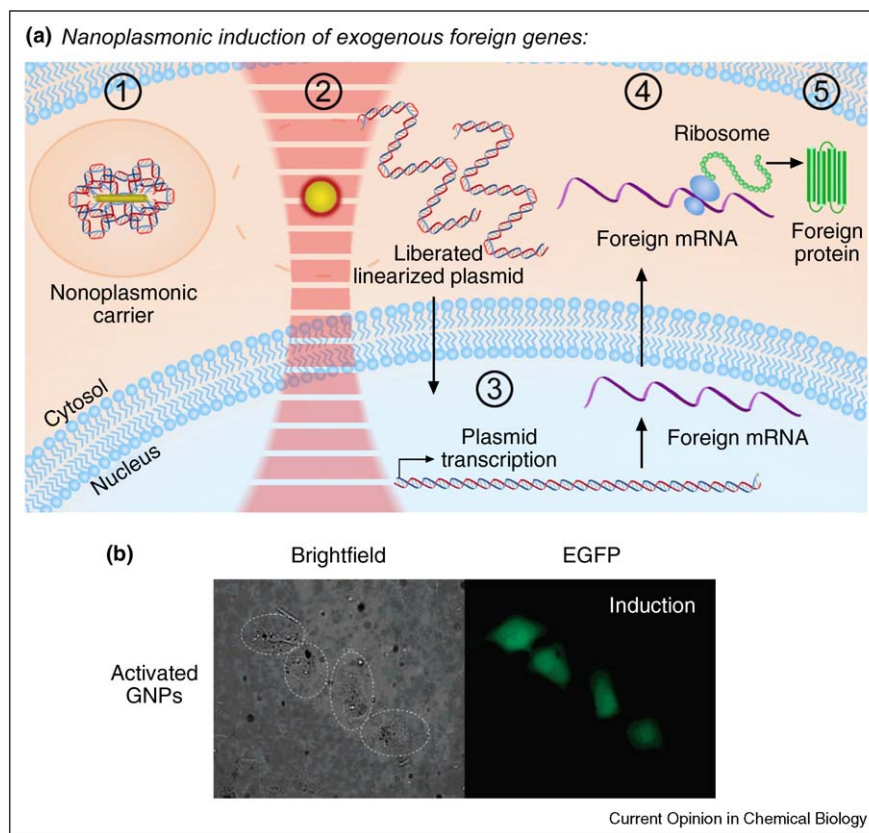 (a) Nanoplasmonic induction of exogenous foreign genes:
1
2
4
5
Ribosome
Foreign mRNA
Foreign
protein
Nonoplasmonic
carrier
Liberated
linearized plasmid
3
Cytosol
Nucleus
Plasmid
transcription
Foreign mRNA
(b)
Brightfield
EGFP
Induction
Activated
GNPs
Current Opinion in Chemical Biology